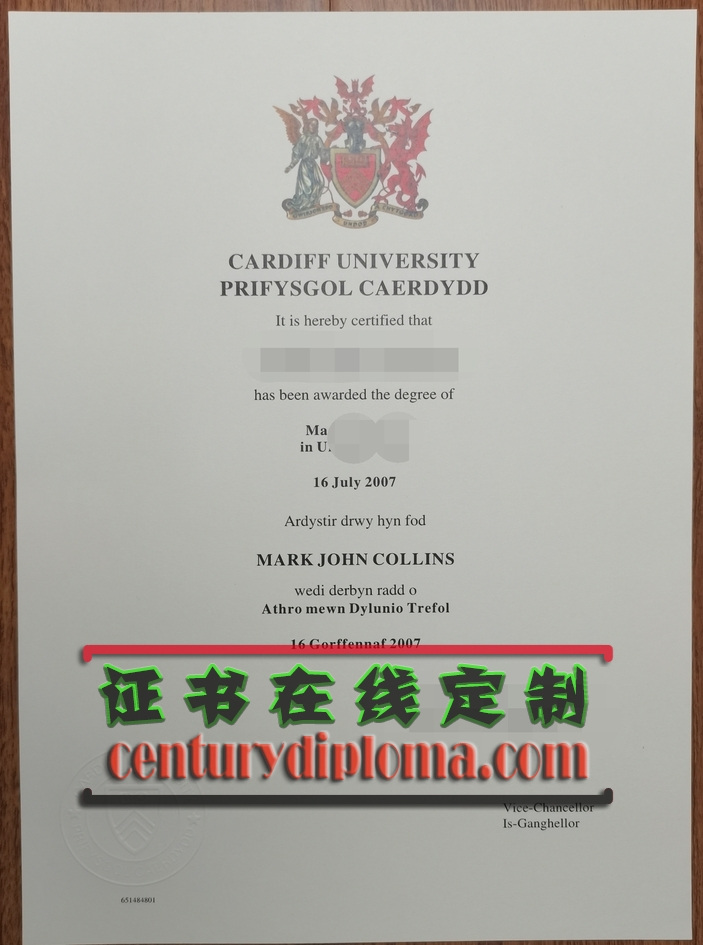 CARDIFF UNIVERSITY
PRIFYSGOL CAERDYDD
It is hereby certified that
has been awarded the degree of
Ma
in U.
16 July 2007
Ardystir drwy hyn fod
MARK JOHN COLLINS
wedi derbyn radd o
Athro mewn Dylunio Trefol
16 Gorffennaf 2007
证书在线定制
centurydiploma.com
Vice-Chancellor
Is-Ganghellor
651484801